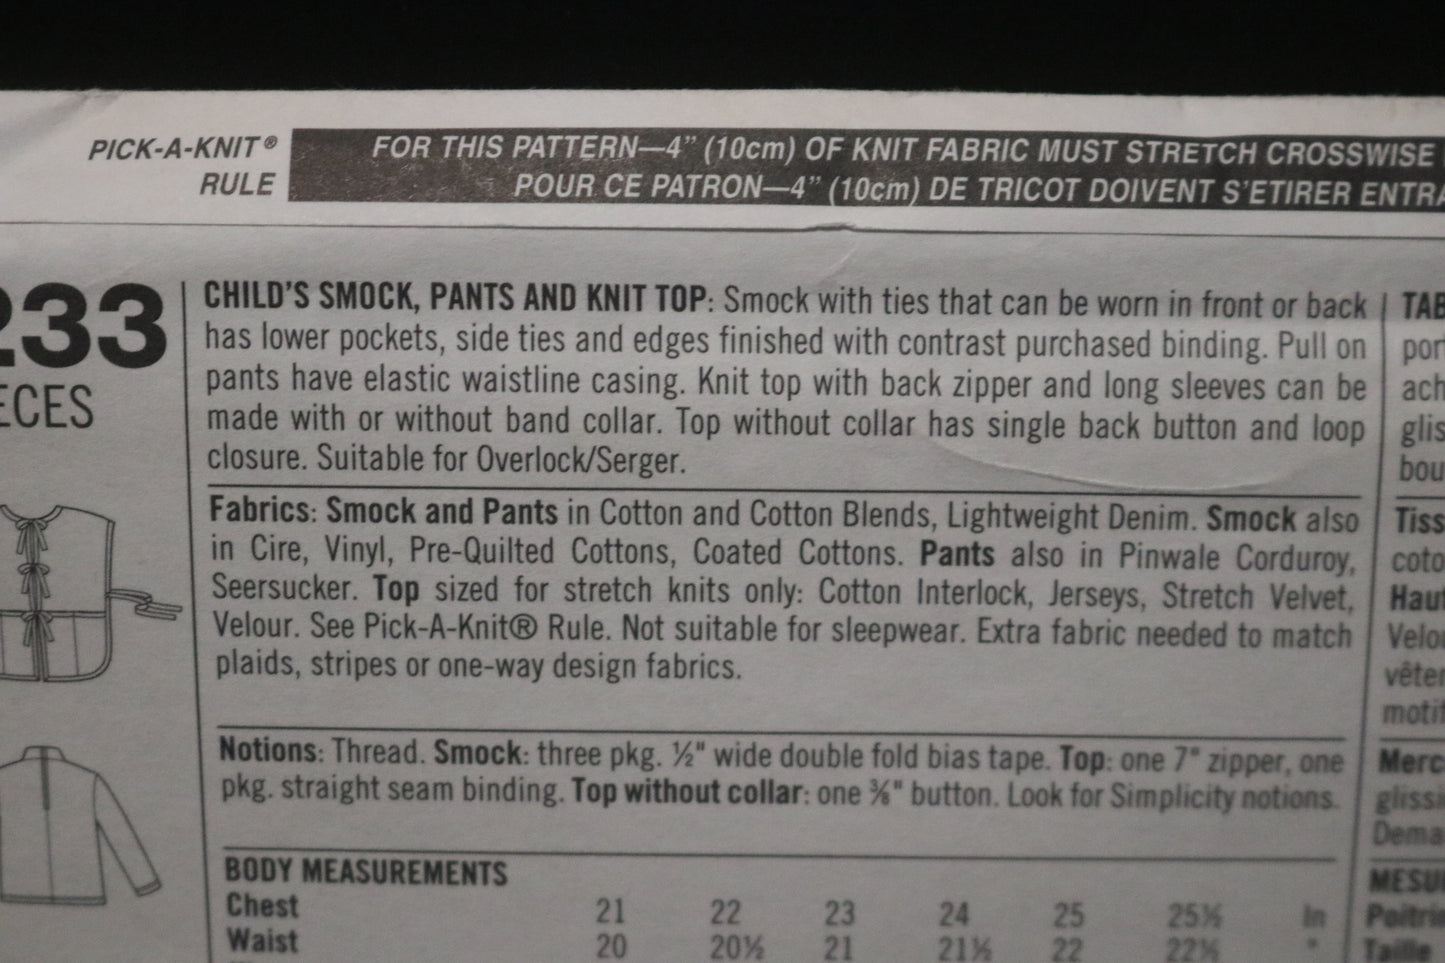 PICK-A-KNIT® RULE
FOR THIS PATTERN—4" (10cm) OF KNIT FABRIC MUST STRETCH CROSSWISE
POUR CE PATRON—4" (10cm) DE TRICOT DOIVENT S'ETIRER
233
CHILD'S SMOCK, PANTS AND KNIT TOP: Smock with ties that can be worn in front or back
has lower pockets, side ties and edges finished with contrast purchased binding. Pull on
pants have elastic waistline casing. Knit top with back zipper and long sleeves can be
made with or without band collar. Top without collar has single back button and loop
closure. Suitable for Overlock/Serger.
Fabrics: Smock and Pants in Cotton and Cotton Blends, Lightweight Denim. Smock also
in Cire, Vinyl, Pre-Quilted Cottons, Coated Cottons. Pants also in Pinwale Corduroy,
Seersucker. Top sized for stretch knits only: Cotton Interlock, Jerseys, Stretch Velvet,
Velour. See Pick-A-Knit® Rule. Not suitable for sleepwear. Extra fabric needed to match
plaids, stripes or one-way design fabrics.
Notions: Thread. Smock: three pkg. ½" wide double fold bias tape. Top: one 7" zipper, one
pkg. straight seam binding. Top without collar: one ⅜" button. Look for Simplicity notions.
BODY MEASUREMENTS
Chest 21 22 23 24 25 25½ In
Waist 20 20½ 21 21½ 22 22½ "